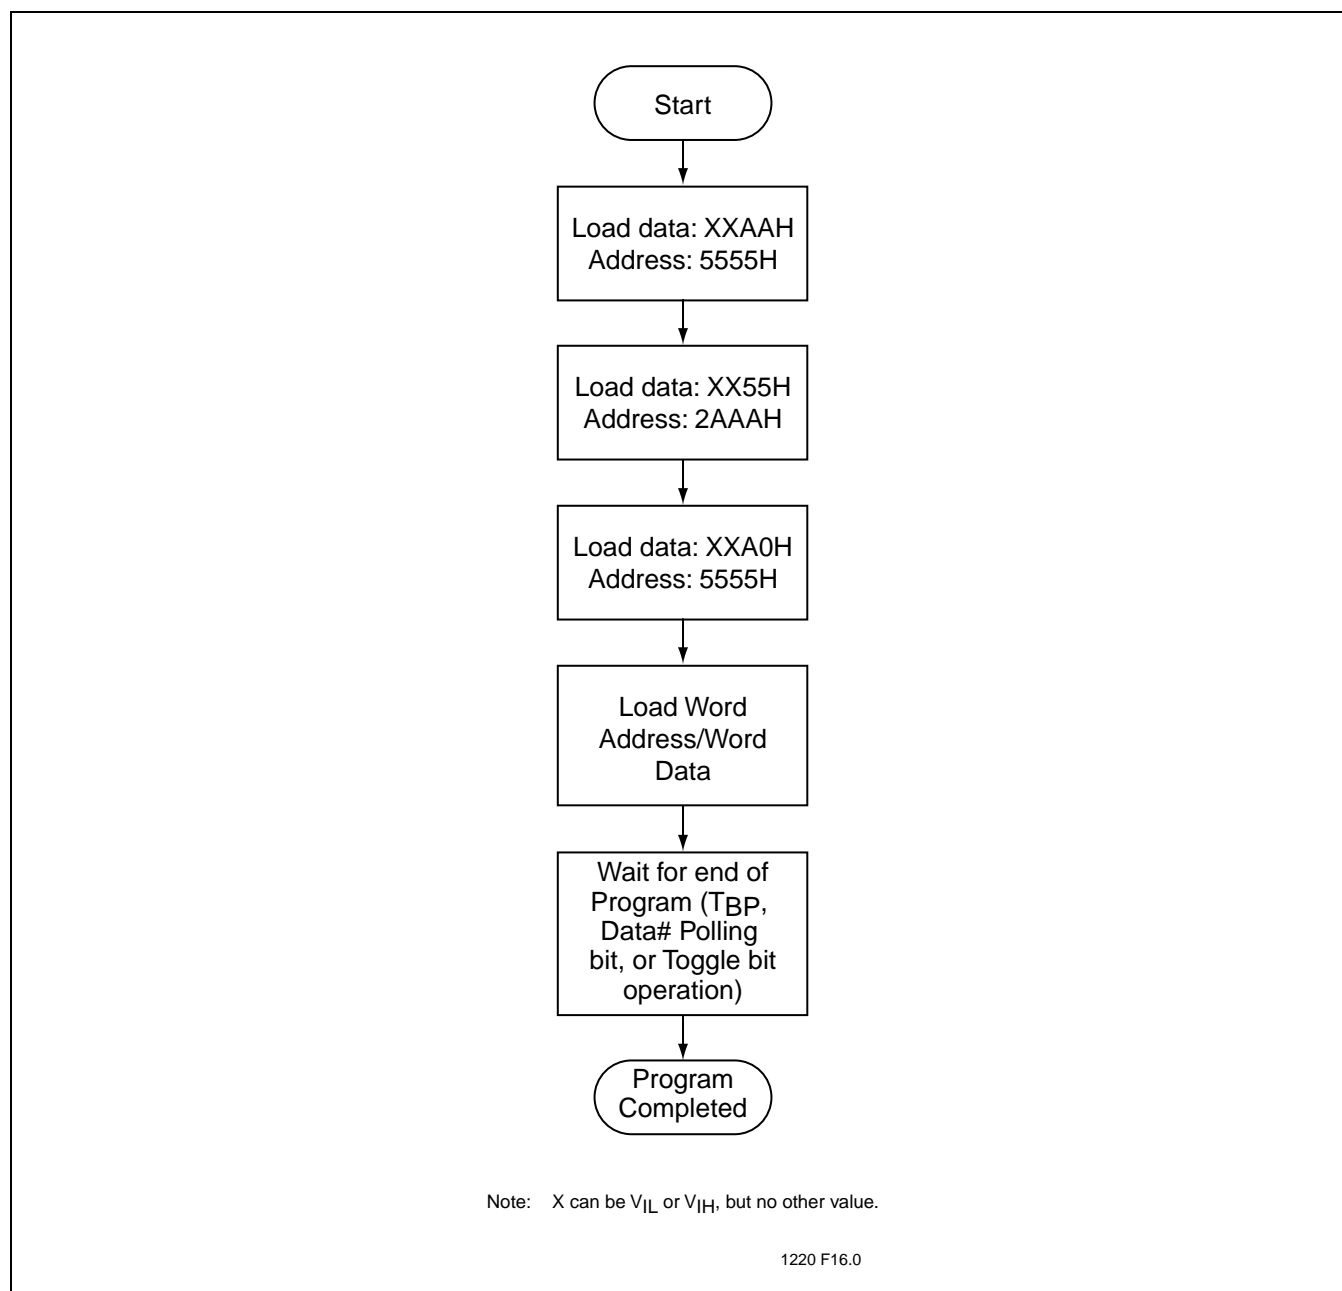 Start
Load data: XXAAH
Address: 5555H
Load data: XX55H
Address: 2AAAH
Load data: XXA0H
Address: 5555H
Load Word
Address/Word
Data
Wait for end of
Program (TBP,
Data# Polling
bit, or Toggle bit
operation)
Program
Completed
Note: X can be VIL or VIH, but no other value.
1220 F16.0